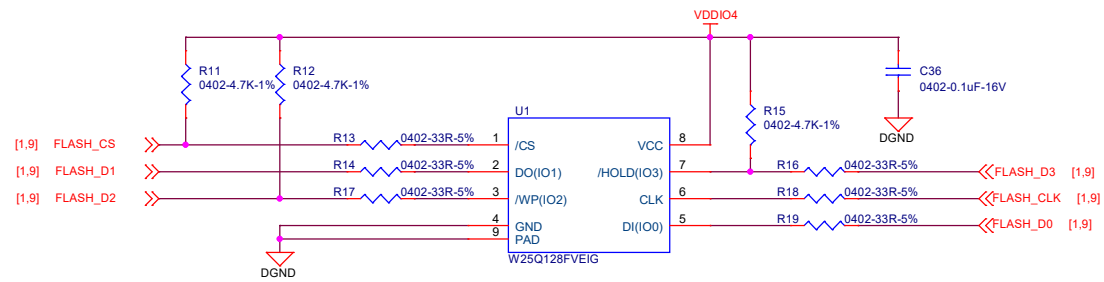 VDDIO4
R11
0402-4.7K-1%
R12
0402-4.7K-1%
C36
0402-0.1uF-16V
DGND
R15
0402-4.7K-1%
U1
[1,9] FLASH_CS
R13 0402-33R-5%
1 /CS
VCC 8
[1,9] FLASH_D1
R14 0402-33R-5%
2 DO(IO1)
/HOLD(IO3) 7
R16 0402-33R-5%
FLASH_D3 [1,9]
[1,9] FLASH_D2
R17 0402-33R-5%
3 /WP(IO2)
CLK 6
R18 0402-33R-5%
FLASH_CLK [1,9]
4 GND
DI(IO0) 5
R19 0402-33R-5%
FLASH_D0 [1,9]
9 PAD
W25Q128FVEIG
DGND